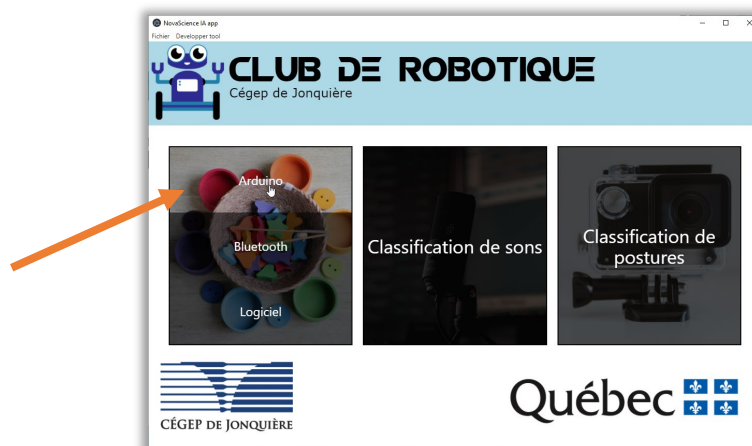 NovaScience IA app
Fichier Developper tool
CLUB DE ROBOTIQUE
Cégep de Jonquière
Arduino
Bluetooth
Logiciel
Classification de sons
Classification de
postures
CÉGEP DE JONQUIÈRE
Québec